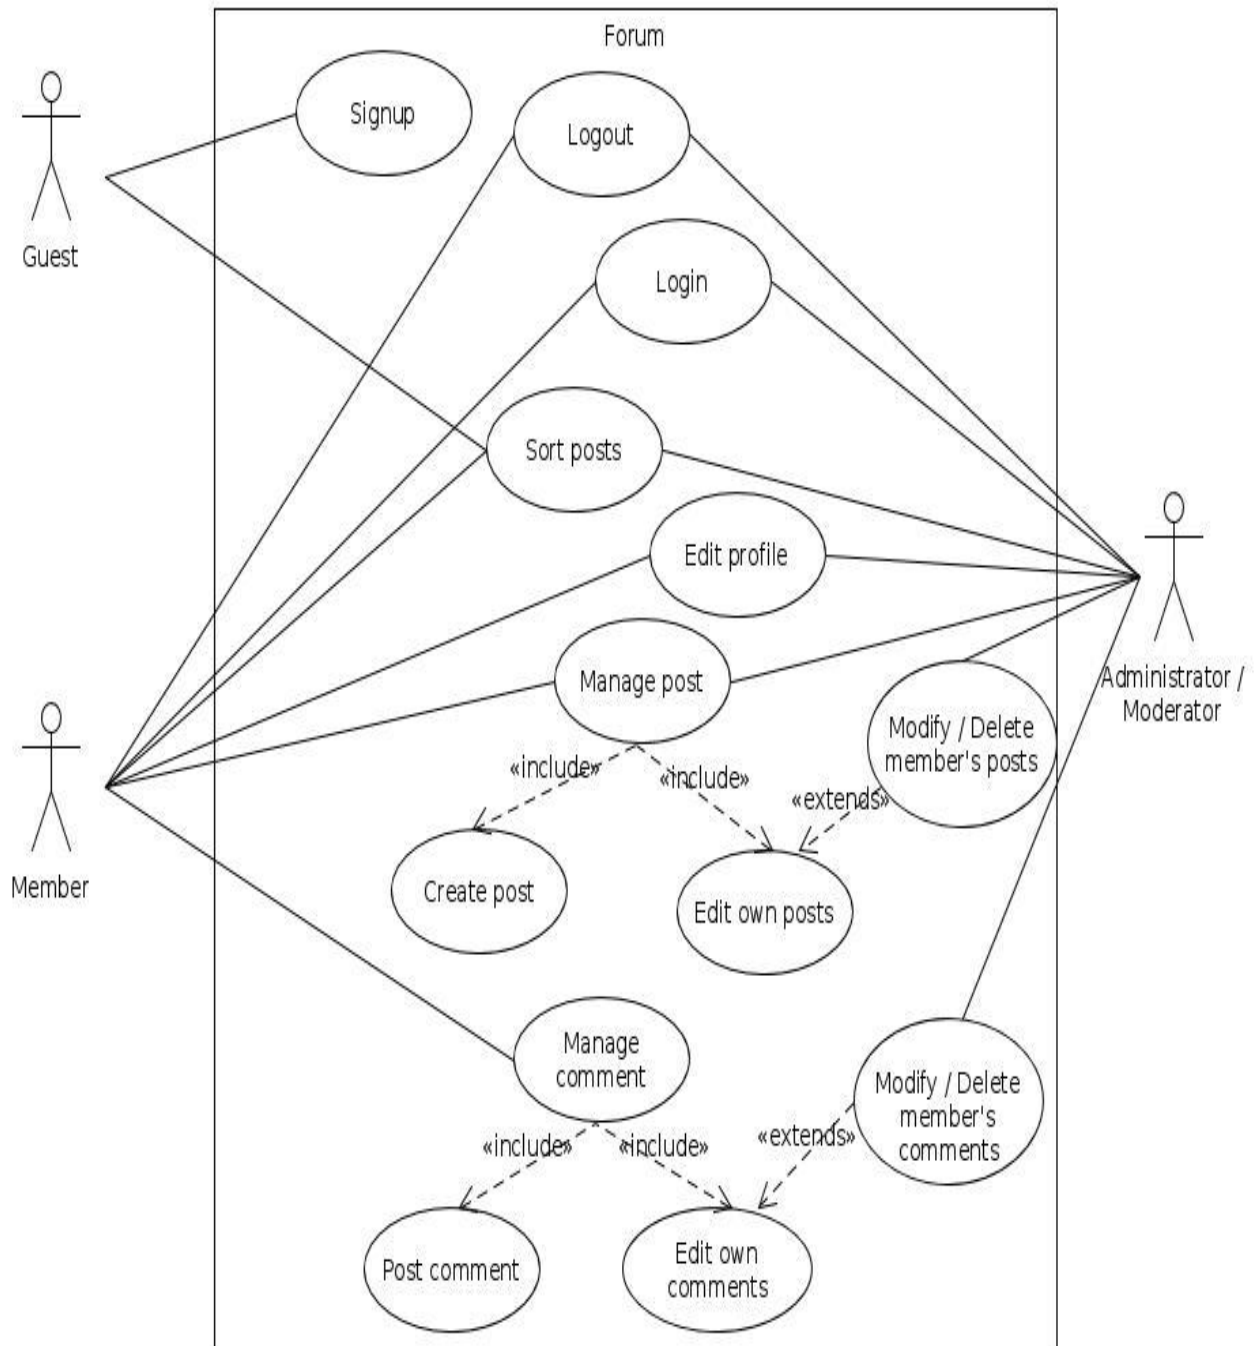 Forum
Signup
Logout
Guest
Login
Sort posts
Edit profile
Manage post
Administrator /
Moderator
Modify / Delete
member's posts
«include»
«include»
«extends»
Member
Create post
Edit own posts
Manage
comment
Modify / Delete
member's
comments
«include»
«include»
«extends»
Post comment
Edit own
comments